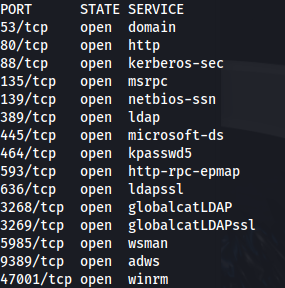 PORT STATE SERVICE
53/tcp open domain
80/tcp open http
88/tcp open kerberos-sec
135/tcp open msrpc
139/tcp open netbios-ssn
389/tcp open ldap
445/tcp open microsoft-ds
464/tcp open kpasswd5
593/tcp open http-rpc-epmap
636/tcp open ldapssl
3268/tcp open globalcatLDAP
3269/tcp open globalcatLDAPssl
5985/tcp open wsman
9389/tcp open adws
47001/tcp open winrm